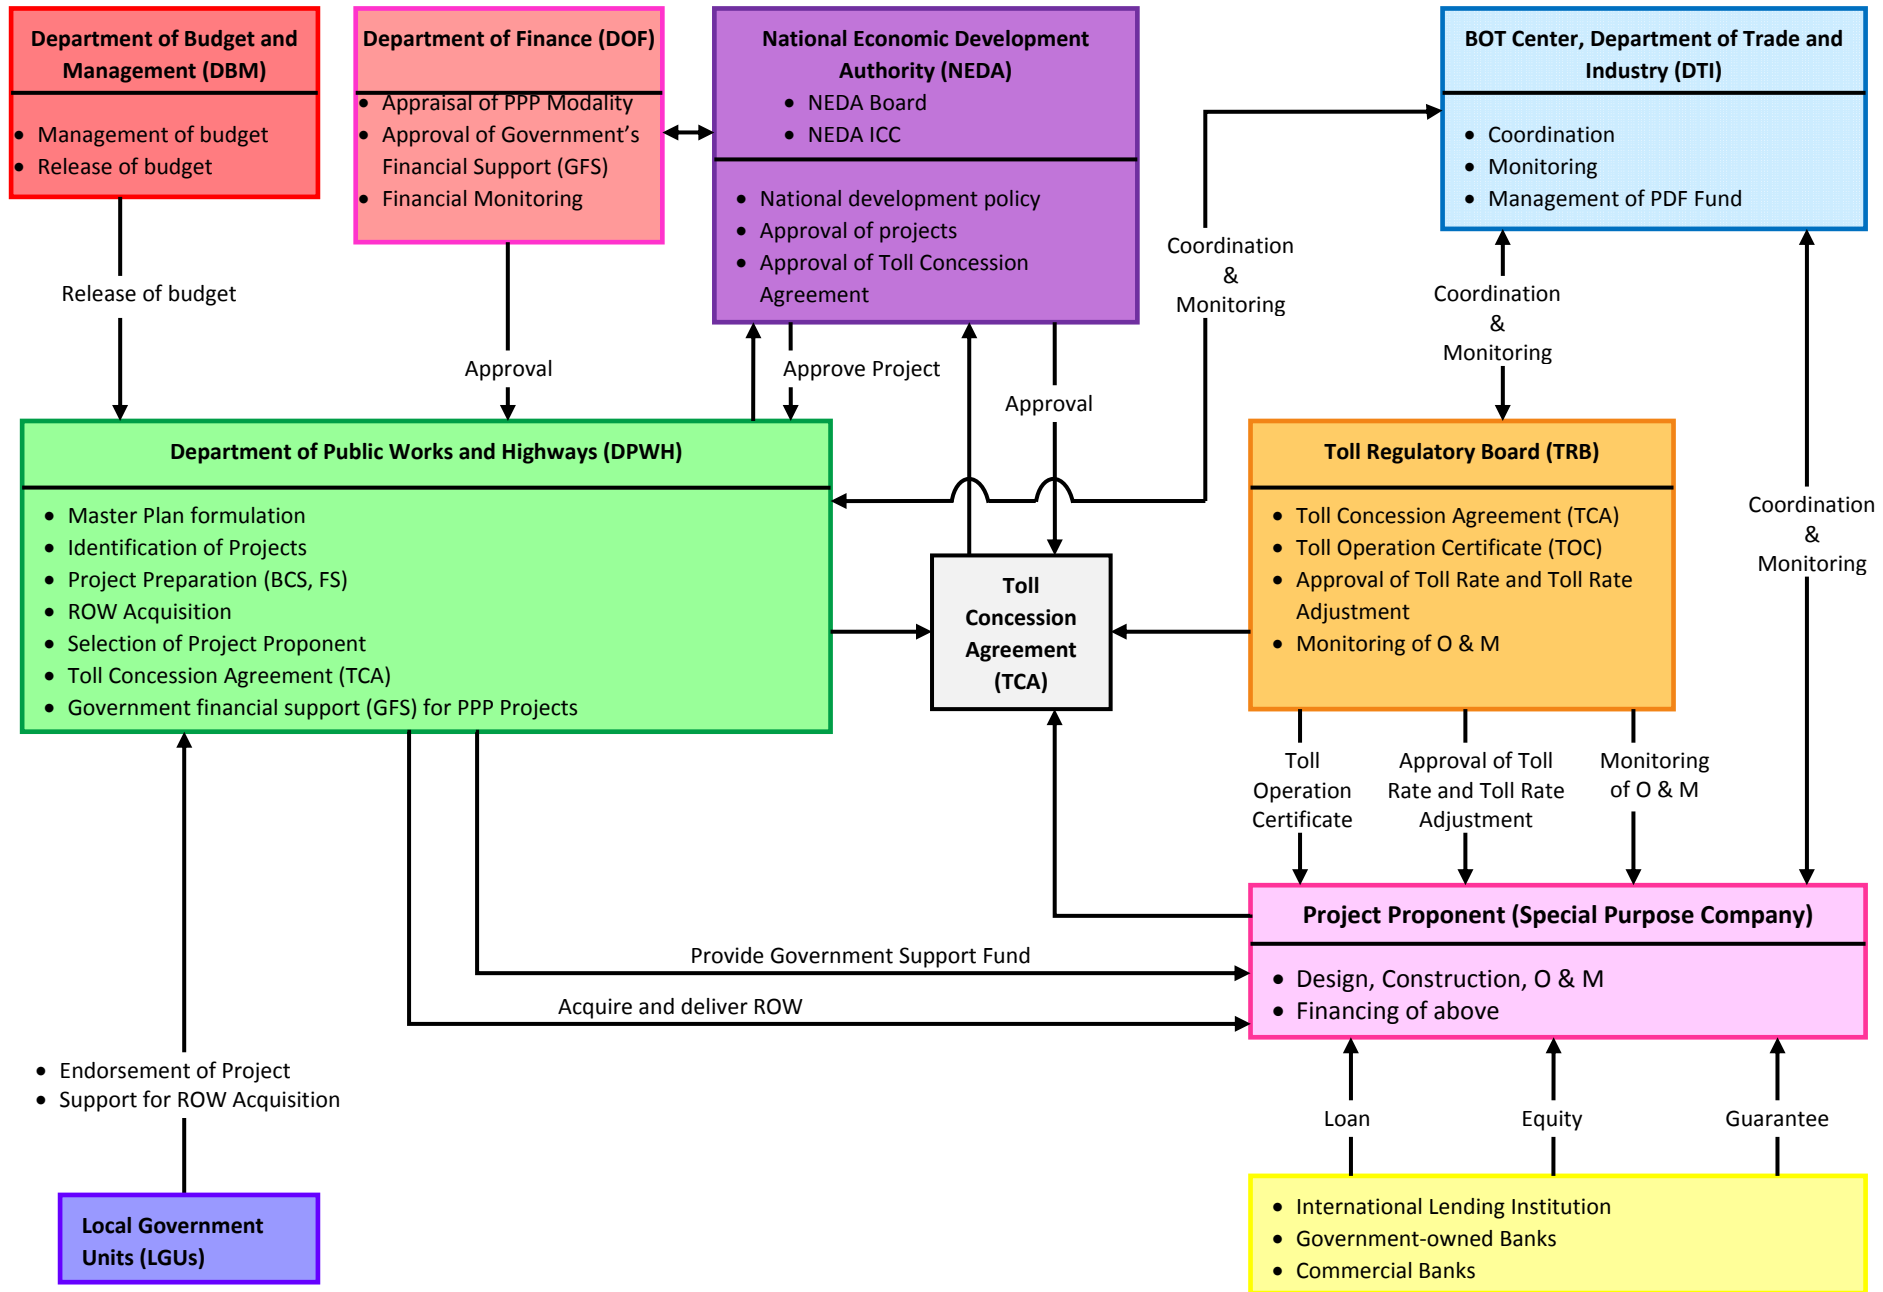 Department of Budget and
Management (DBM)
• Management of budget
• Release of budget
Department of Finance (DOF)
• Appraisal of PPP Modality
• Approval of Government’s
Financial Support (GFS)
• Financial Monitoring
National Economic Development
Authority (NEDA)
• NEDA Board
• NEDA ICC
• National development policy
• Approval of projects
• Approval of Toll Concession
Agreement
BOT Center, Department of Trade and
Industry (DTI)
• Coordination
• Monitoring
• Management of PDF Fund
Release of budget
Approval
Approve Project
Approval
Coordination
&
Monitoring
Coordination
&
Monitoring
Coordination
&
Monitoring
Department of Public Works and Highways (DPWH)
• Master Plan formulation
• Identification of Projects
• Project Preparation (BCS, FS)
• ROW Acquisition
• Selection of Project Proponent
• Toll Concession Agreement (TCA)
• Government financial support (GFS) for PPP Projects
Toll
Concession
Agreement
(TCA)
Toll Regulatory Board (TRB)
• Toll Concession Agreement (TCA)
• Toll Operation Certificate (TOC)
• Approval of Toll Rate and Toll Rate
Adjustment
• Monitoring of O & M
Toll
Operation
Certificate
Approval of Toll
Rate and Toll Rate
Adjustment
Monitoring
of O & M
Project Proponent (Special Purpose Company)
• Design, Construction, O & M
• Financing of above
Provide Government Support Fund
Acquire and deliver ROW
• Endorsement of Project
• Support for ROW Acquisition
Loan
Equity
Guarantee
Local Government
Units (LGUs)
• International Lending Institution
• Government-owned Banks
• Commercial Banks